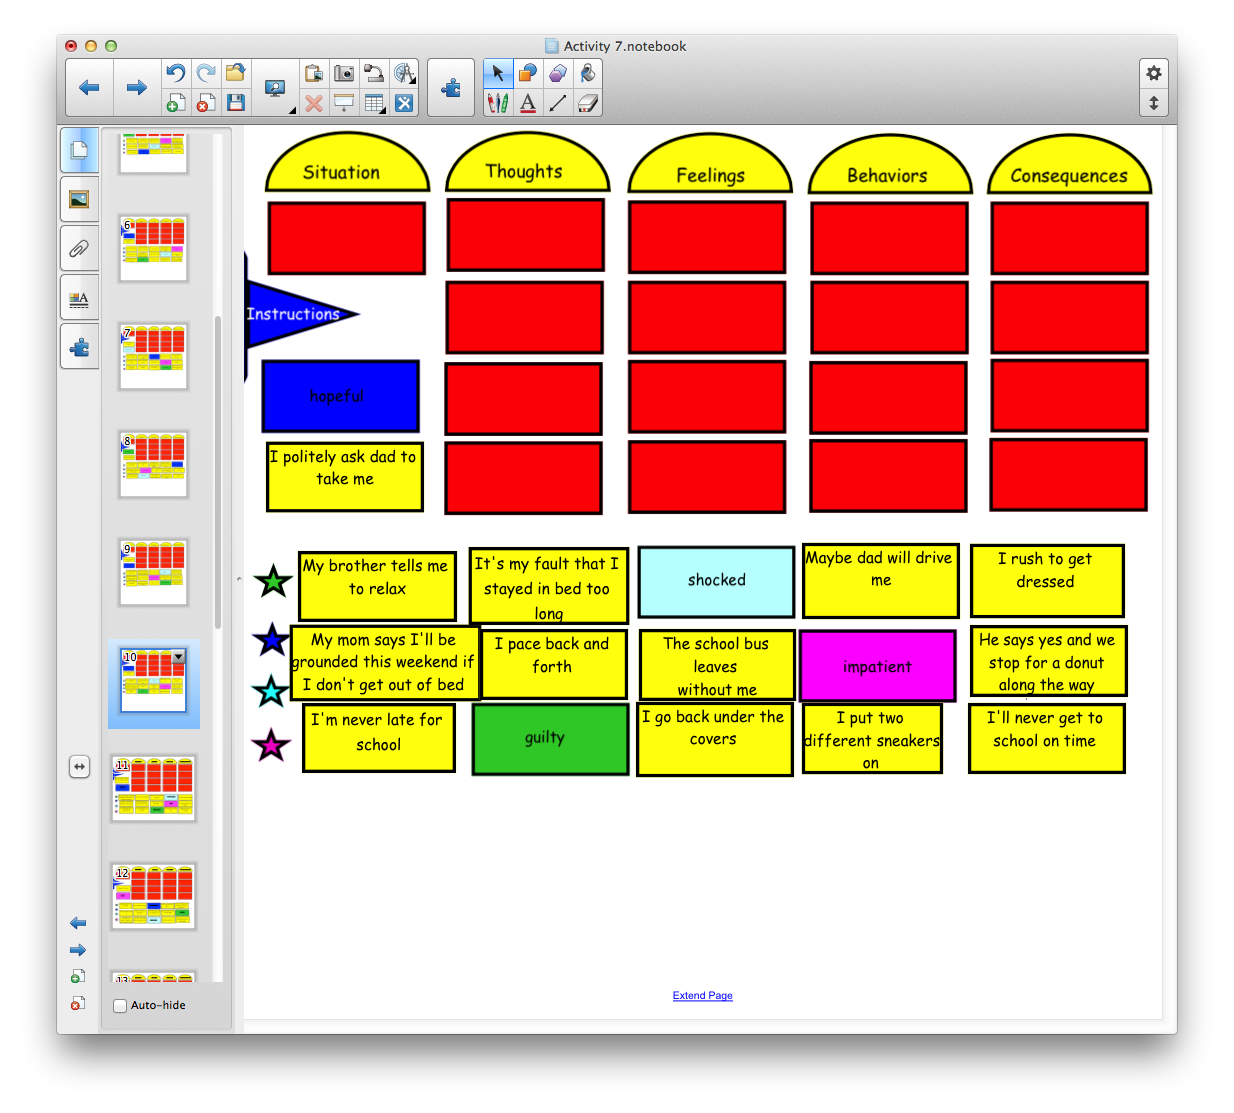 Activity 7.notebook
Situation
Thoughts
Feelings
Behaviors
Consequences
Instructions
hopeful
I politely ask dad to
take me
My brother tells me
to relax
It's my fault that I
stayed in bed too
long
shocked
Maybe dad will drive
me
I rush to get
dressed
My mom says I'll be
grounded this weekend if
I don't get out of bed
I pace back and
forth
The school bus
leaves
without me
impatient
He says yes and we
stop for a donut
along the way
I'm never late for
school
guilty
I go back under the
covers
I put two
different sneakers
on
I'll never get to
school on time
Extend Page
6
7
8
9
10
11
12
13
Auto-hide